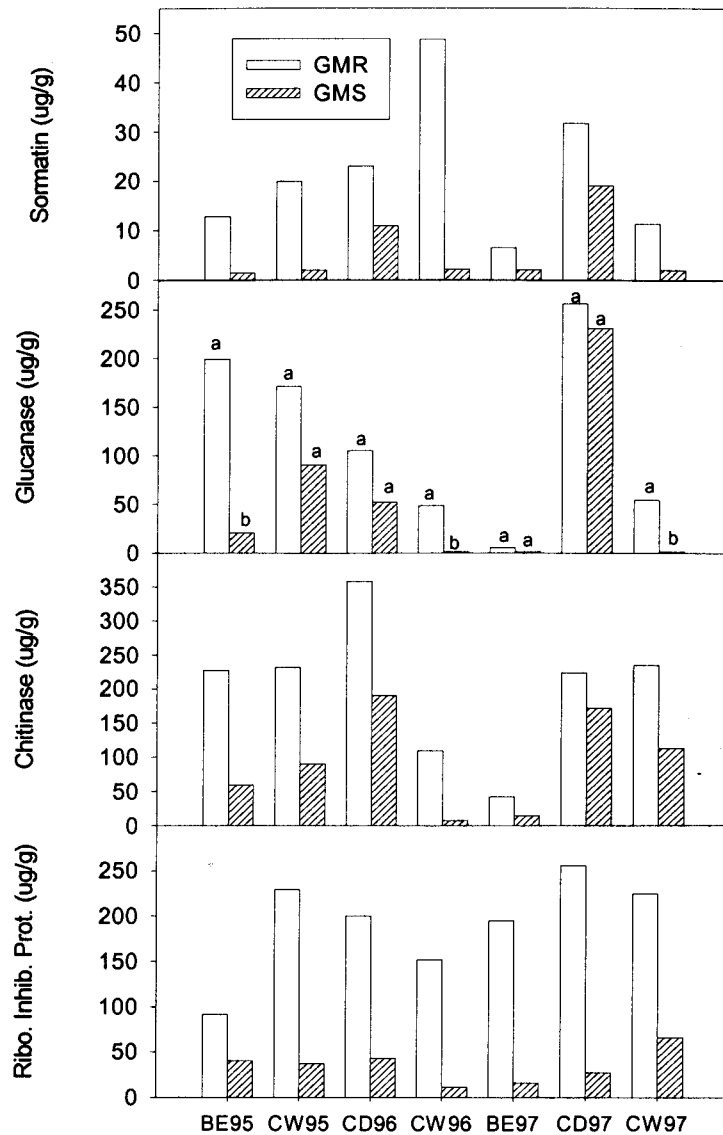 Sormatin (ug/g)
50
40
30
20
10
0
GMR
GMS
Glucanase (ug/g)
250
200
150
100
50
0
a
b
a
a
a
a
a
b
a
a
a
a
a
b
Chitinase (ug/g)
350
300
250
200
150
100
50
0
Ribo. Inhib. Prot. (ug/g)
250
200
150
100
50
0
BE95 CW95 CD96 CW96 BE97 CD97 CW97